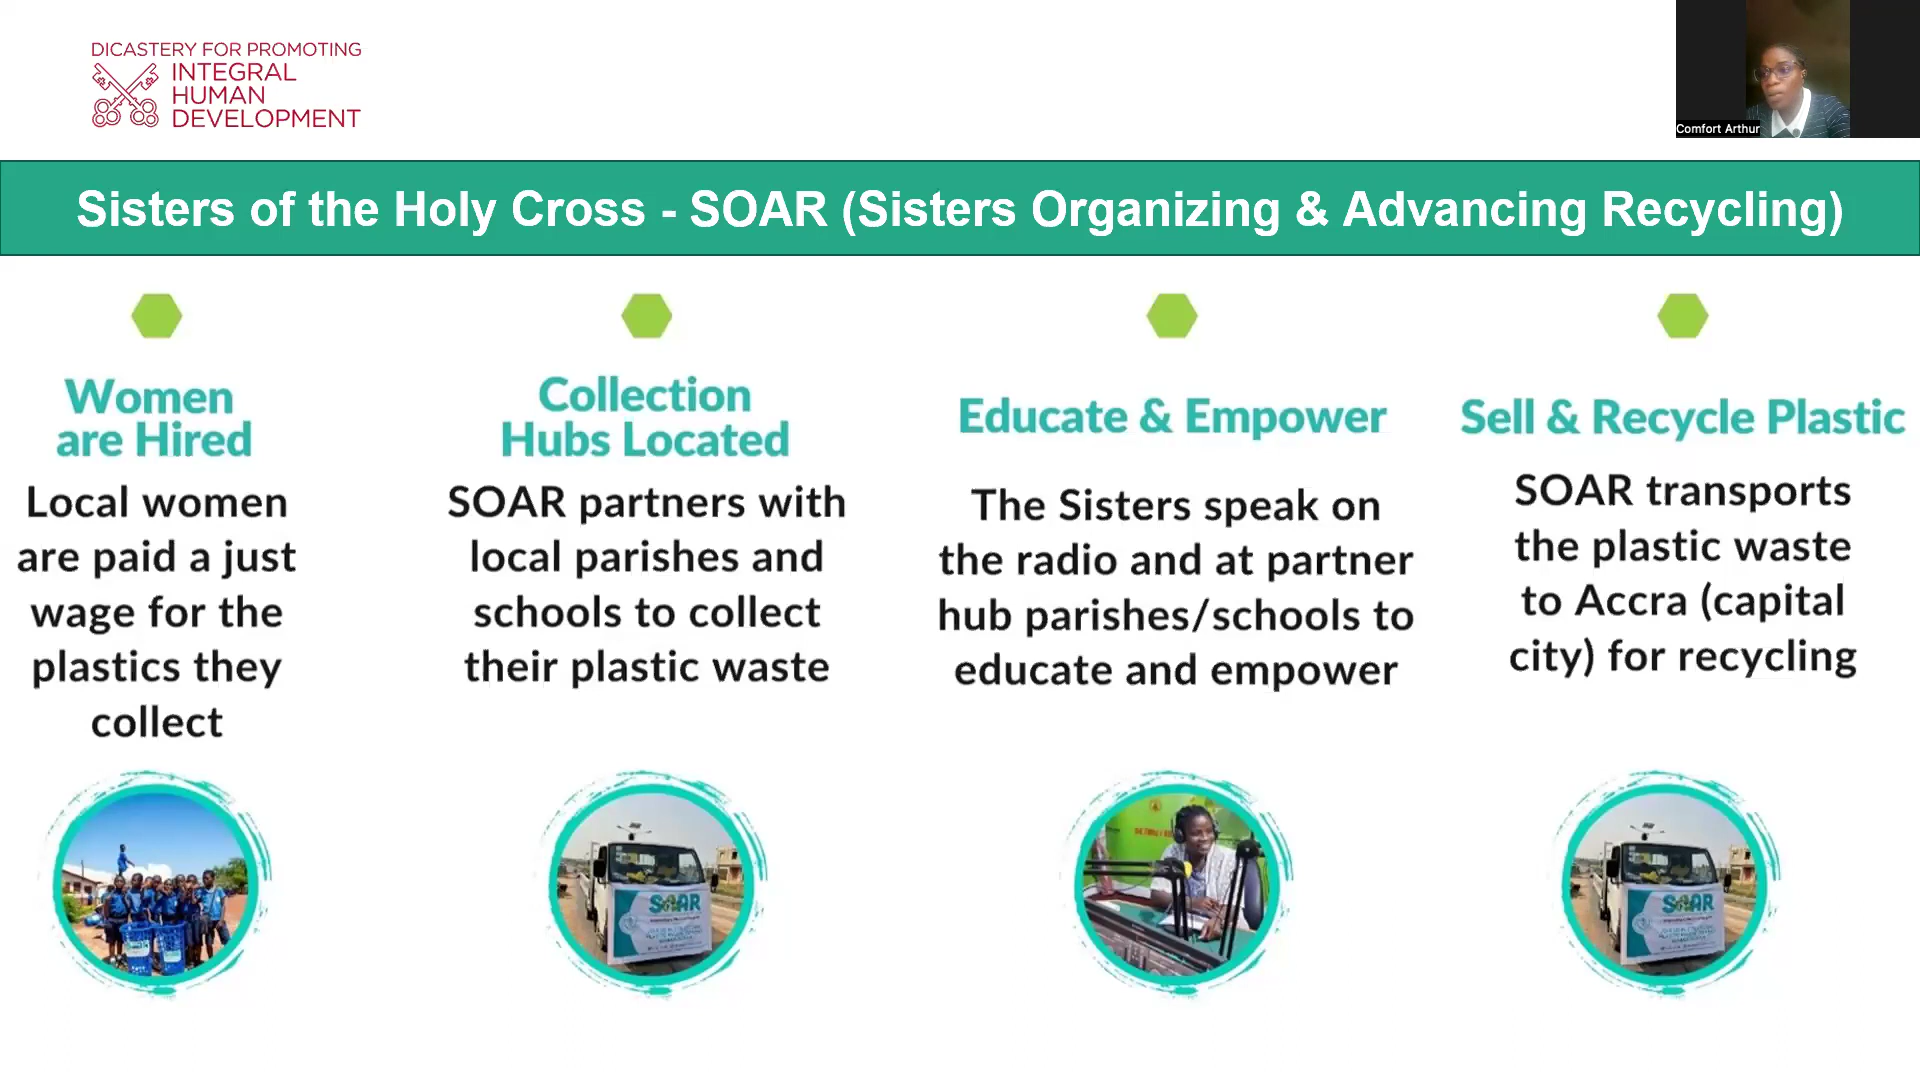 DICASTERY FOR PROMOTING
INTEGRAL
HUMAN
DEVELOPMENT
Comfort Arthur
Sisters of the Holy Cross - SOAR (Sisters Organizing & Advancing Recycling)
Women
are Hired
Local women
are paid a just
wage for the
plastics they
collect
Collection
Hubs Located
SOAR partners with
local parishes and
schools to collect
their plastic waste
Educate & Empower
The Sisters speak on
the radio and at partner
hub parishes/schools to
educate and empower
Sell & Recycle Plastic
SOAR transports
the plastic waste
to Accra (capital
city) for recycling
SOAR
SOAR